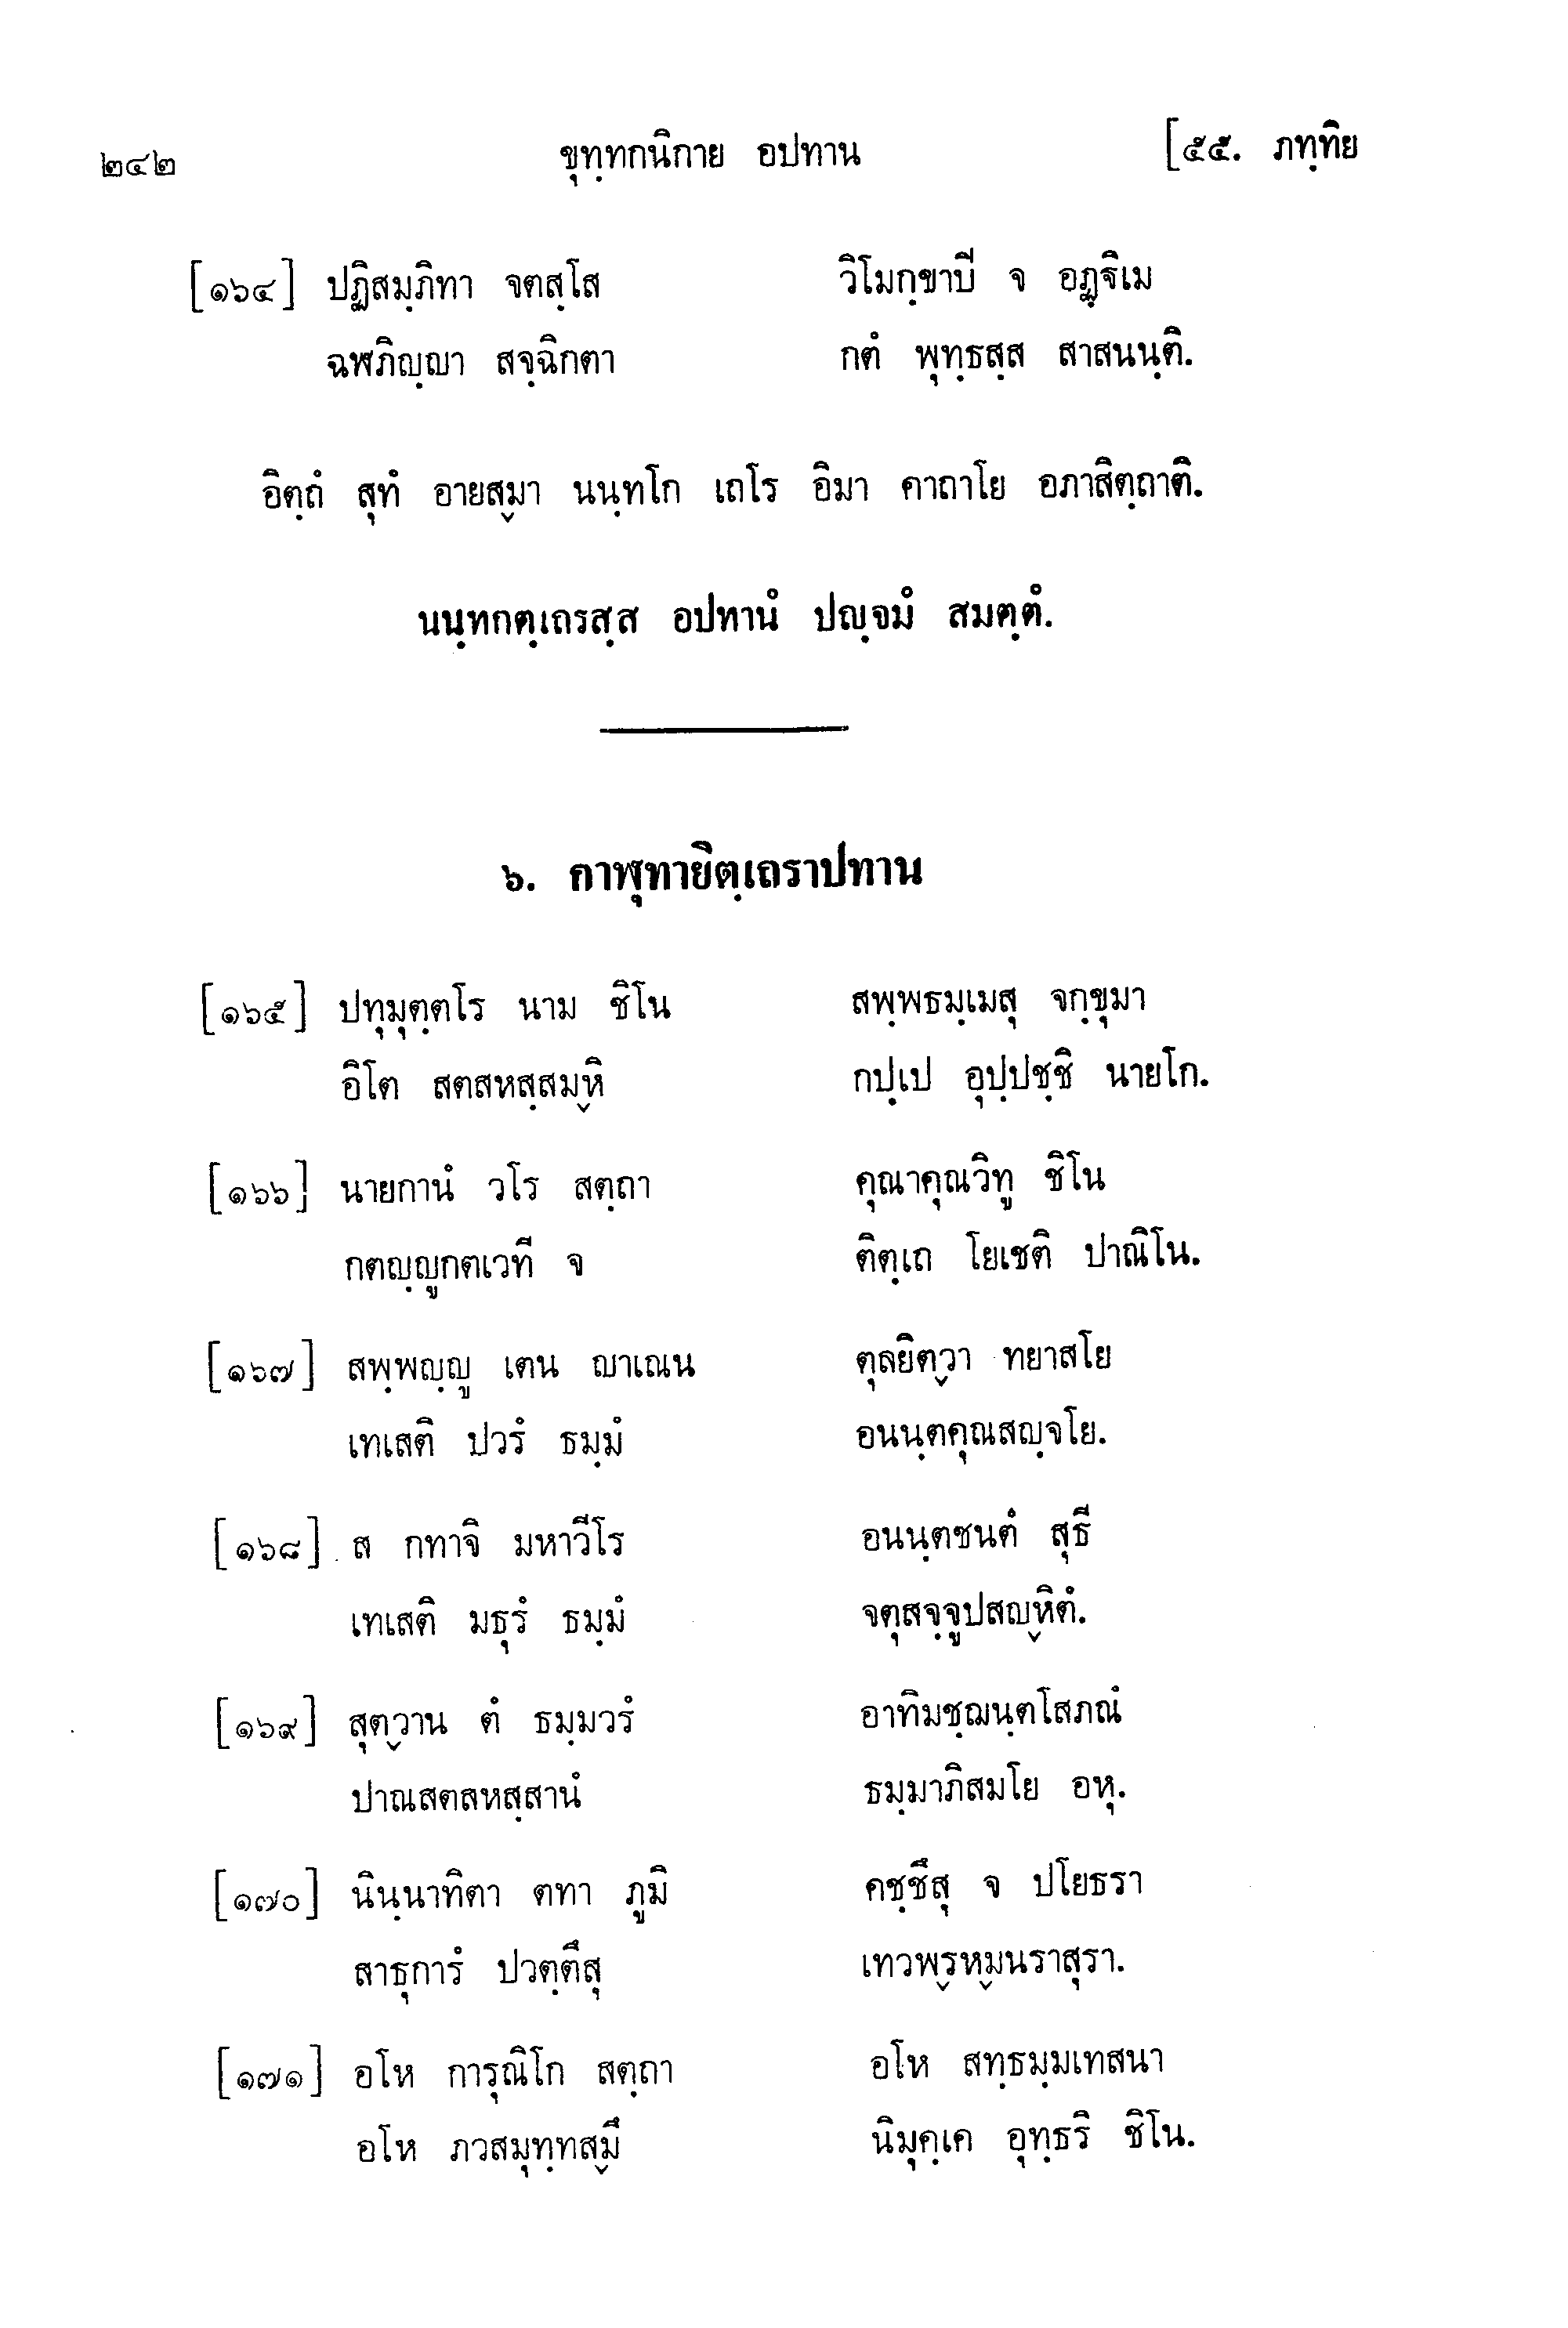 ๒๔๒ ขุทฺทกนิกาย อปทาน [๕๕. ภทฺทิย
[๑๖๔] ปฏิสมฺภิทา จตสฺโส วิโมกฺขาปิ จ อฏฺฐิเม
ฉฬภิญฺญา สจฺฉิกตา กตํ พุทฺธสฺส สาสนนฺติ.
อิตฺถํ สุทํ อายสฺมา นนฺทโก เถโร อิมา คาถาโย อภาสิตฺถาติ.
นนฺทกตฺเถรสฺส อปทานํ ปญฺจมํ สมตฺตํ.
๖. กาฬุทายิตฺเถราปทาน
[๑๖๕] ปทุมุตฺตโร นาม ชิโน สพฺพธมฺเมสุ จกฺขุมา
อิโต สตสหสฺสมฺหิ กปฺเป อุปฺปชฺชิ นายโก.
[๑๖๖] นายกานํ วโร สตฺถา คุณาคุณวิทู ชิโน
กตญฺญูกตเวที จ ติตฺเถ โยเชติ ปาณิโน.
[๑๖๗] สพฺพญฺญู เตน ญาเณน ตุลยิตฺวา ทยาสโย
เทเสติ ปวรํ ธมฺมํ อนนฺตคุณสญฺจโย.
[๑๖๘] ส กทาจิ มหาวีโร อนนฺตชนตํ สุธี
เทเสติ มธุรํ ธมฺมํ จตุสจฺจูปสญฺหิตํ.
[๑๖๙] สุตฺวาน ตํ ธมฺมวรํ อาทิมชฺฌนฺตโสภณํ
ปาณสตสหสฺสานํ ธมฺมาภิสมโย อหุ.
[๑๗๐] นินฺนาทิตา ตทา ภูมิ คชฺชึสุ จ ปโยธรา
สาธุการํ ปวตฺตึสุ เทวพฺรหฺมนราสุรา.
[๑๗๑] อโห การุณิโก สตฺถา อโห สทฺธมฺมเทสนา
อโห ภวสมุทฺทสฺมึ นิมุคฺเค อุทฺธริ ชิโน.